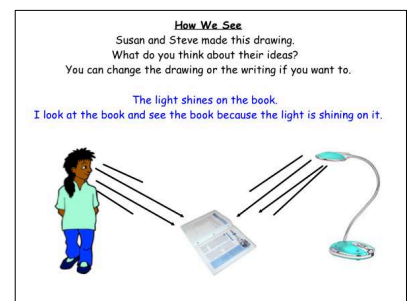 How We See
Susan and Steve made this drawing.
What do you think about their ideas?
You can change the drawing or the writing if you want to.
The light shines on the book.
I look at the book and see the book because the light is shining on it.